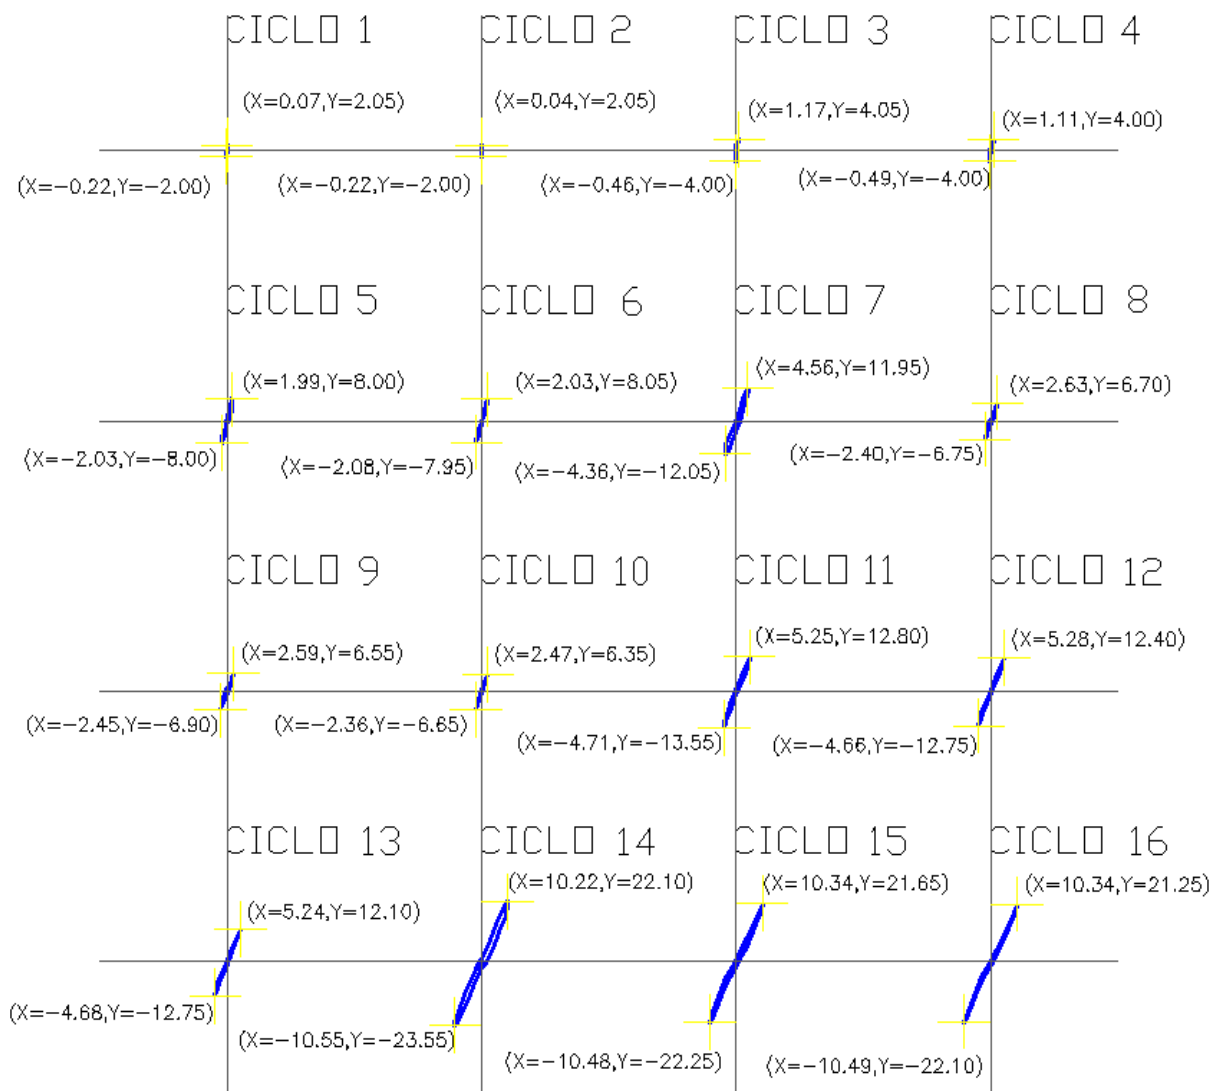 CICLO 1
CICLO 2
CICLO 3
CICLO 4
(X=0.07,Y=2.05)
(X=0.04,Y=2.05)
(X=1.17,Y=4.05)
(X=1.11,Y=4.00)
(X=-0.22,Y=-2.00)
(X=-0.22,Y=-2.00)
(X=-0.46,Y=-4.00)
(X=-0.49,Y=-4.00)
CICLO 5
CICLO 6
CICLO 7
CICLO 8
(X=1.99,Y=8.00)
(X=2.03,Y=8.05)
(X=4.56,Y=11.95)
(X=2.63,Y=6.70)
(X=-2.03,Y=-8.00)
(X=-2.08,Y=-7.95)
(X=-4.36,Y=-12.05)
(X=-2.40,Y=-6.75)
CICLO 9
CICLO 10
CICLO 11
CICLO 12
(X=2.59,Y=6.55)
(X=2.47,Y=6.35)
(X=5.25,Y=12.80)
(X=5.28,Y=12.40)
(X=-2.45,Y=-6.90)
(X=-2.36,Y=-6.65)
(X=-4.71,Y=-13.55)
(X=-4.66,Y=-12.75)
CICLO 13
CICLO 14
CICLO 15
CICLO 16
(X=5.24,Y=12.10)
(X=10.22,Y=22.10)
(X=10.34,Y=21.65)
(X=10.34,Y=21.25)
(X=-4.68,Y=-12.75)
(X=-10.55,Y=-23.55)
(X=-10.48,Y=-22.25)
(X=-10.49,Y=-22.10)